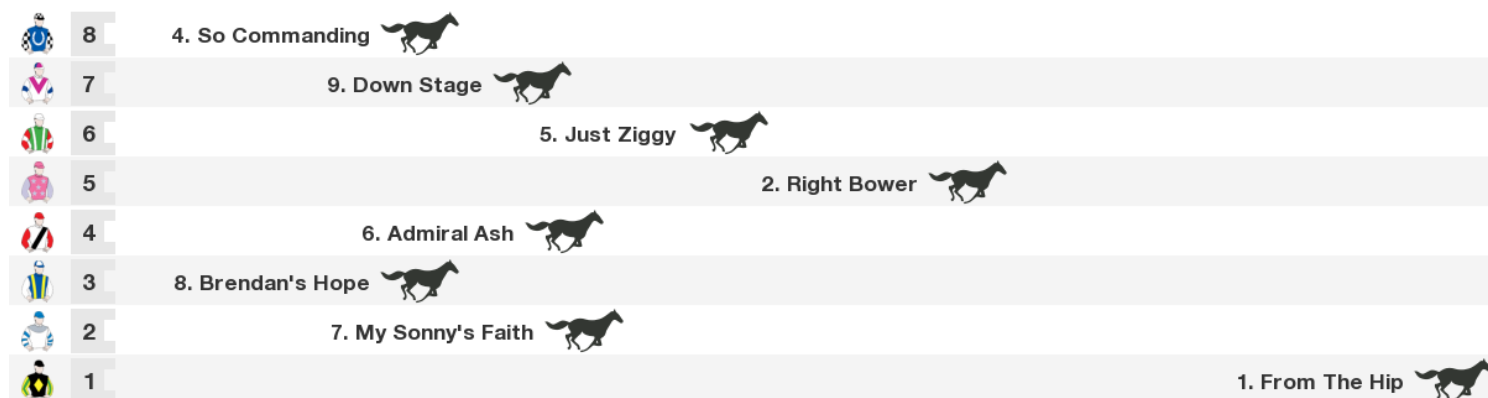 8 4. So Commanding
7 9. Down Stage
6 5. Just Ziggy
5 2. Right Bower
4 6. Admiral Ash
3 8. Brendan's Hope
2 7. My Sonny's Faith
1 1. From The Hip